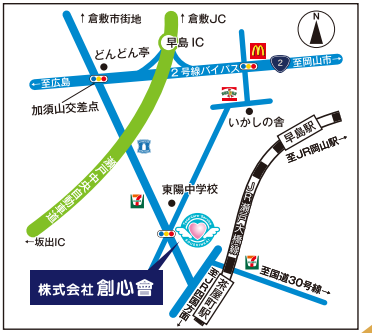 ↑倉敷市街地
↑倉敷JC
N
早島IC
どんどん亭
M
2
←至広島
2号線バイパス
→至岡山市
加須山交差点
いかしの舎
早島駅
至JR岡山駅→
瀬戸中央自動車道
東陽中学校
JR瀬戸大橋線
←坂出IC
株式会社 創心會
茶屋町駅
至JR四国方面
至国道30号線